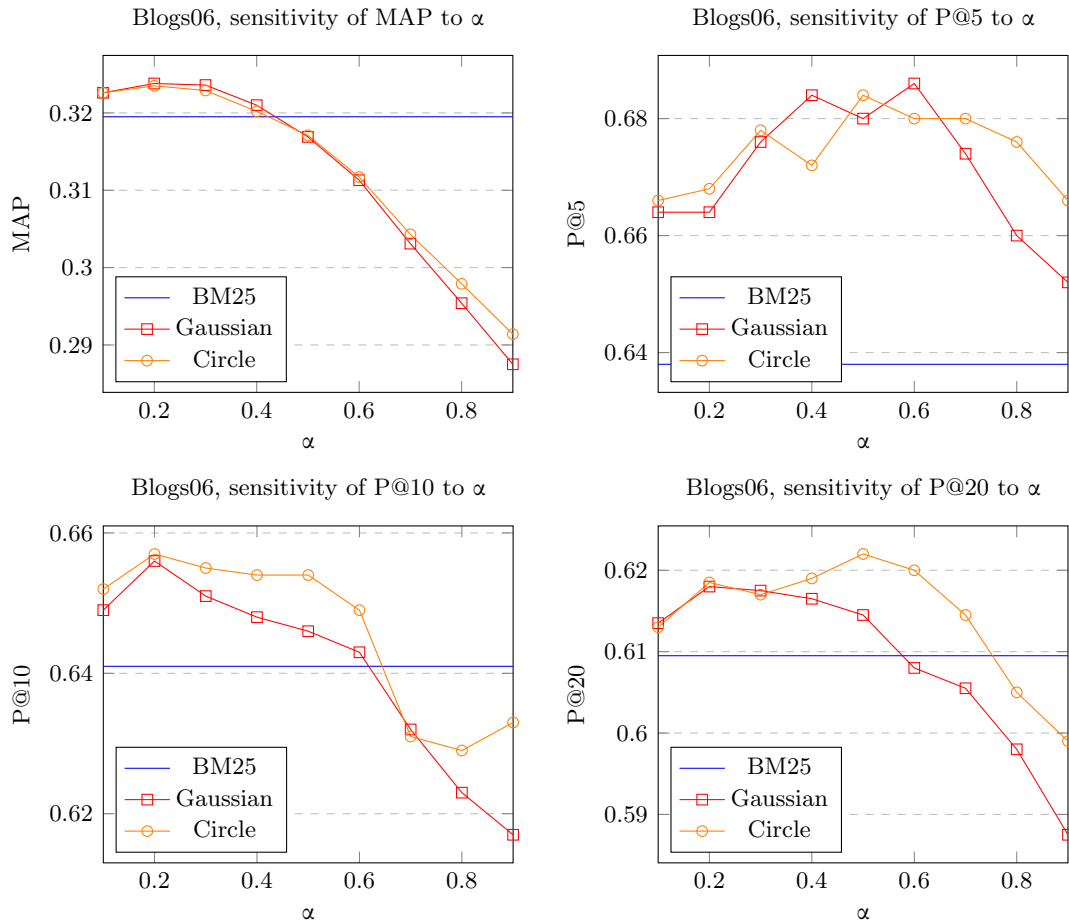 Blogs06, sensitivity of MAP to α
0.32
0.31
0.3
0.29
MAP
BM25
Gaussian
Circle
0.2 0.4 0.6 0.8
α
Blogs06, sensitivity of P@5 to α
0.68
0.66
0.64
P@5
BM25
Gaussian
Circle
0.2 0.4 0.6 0.8
α
Blogs06, sensitivity of P@10 to α
0.66
0.64
0.62
P@10
BM25
Gaussian
Circle
0.2 0.4 0.6 0.8
α
Blogs06, sensitivity of P@20 to α
0.62
0.61
0.6
0.59
P@20
BM25
Gaussian
Circle
0.2 0.4 0.6 0.8
α